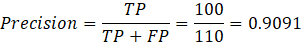 Precision = TP / TP + FP = 100 / 110 = 0.9091